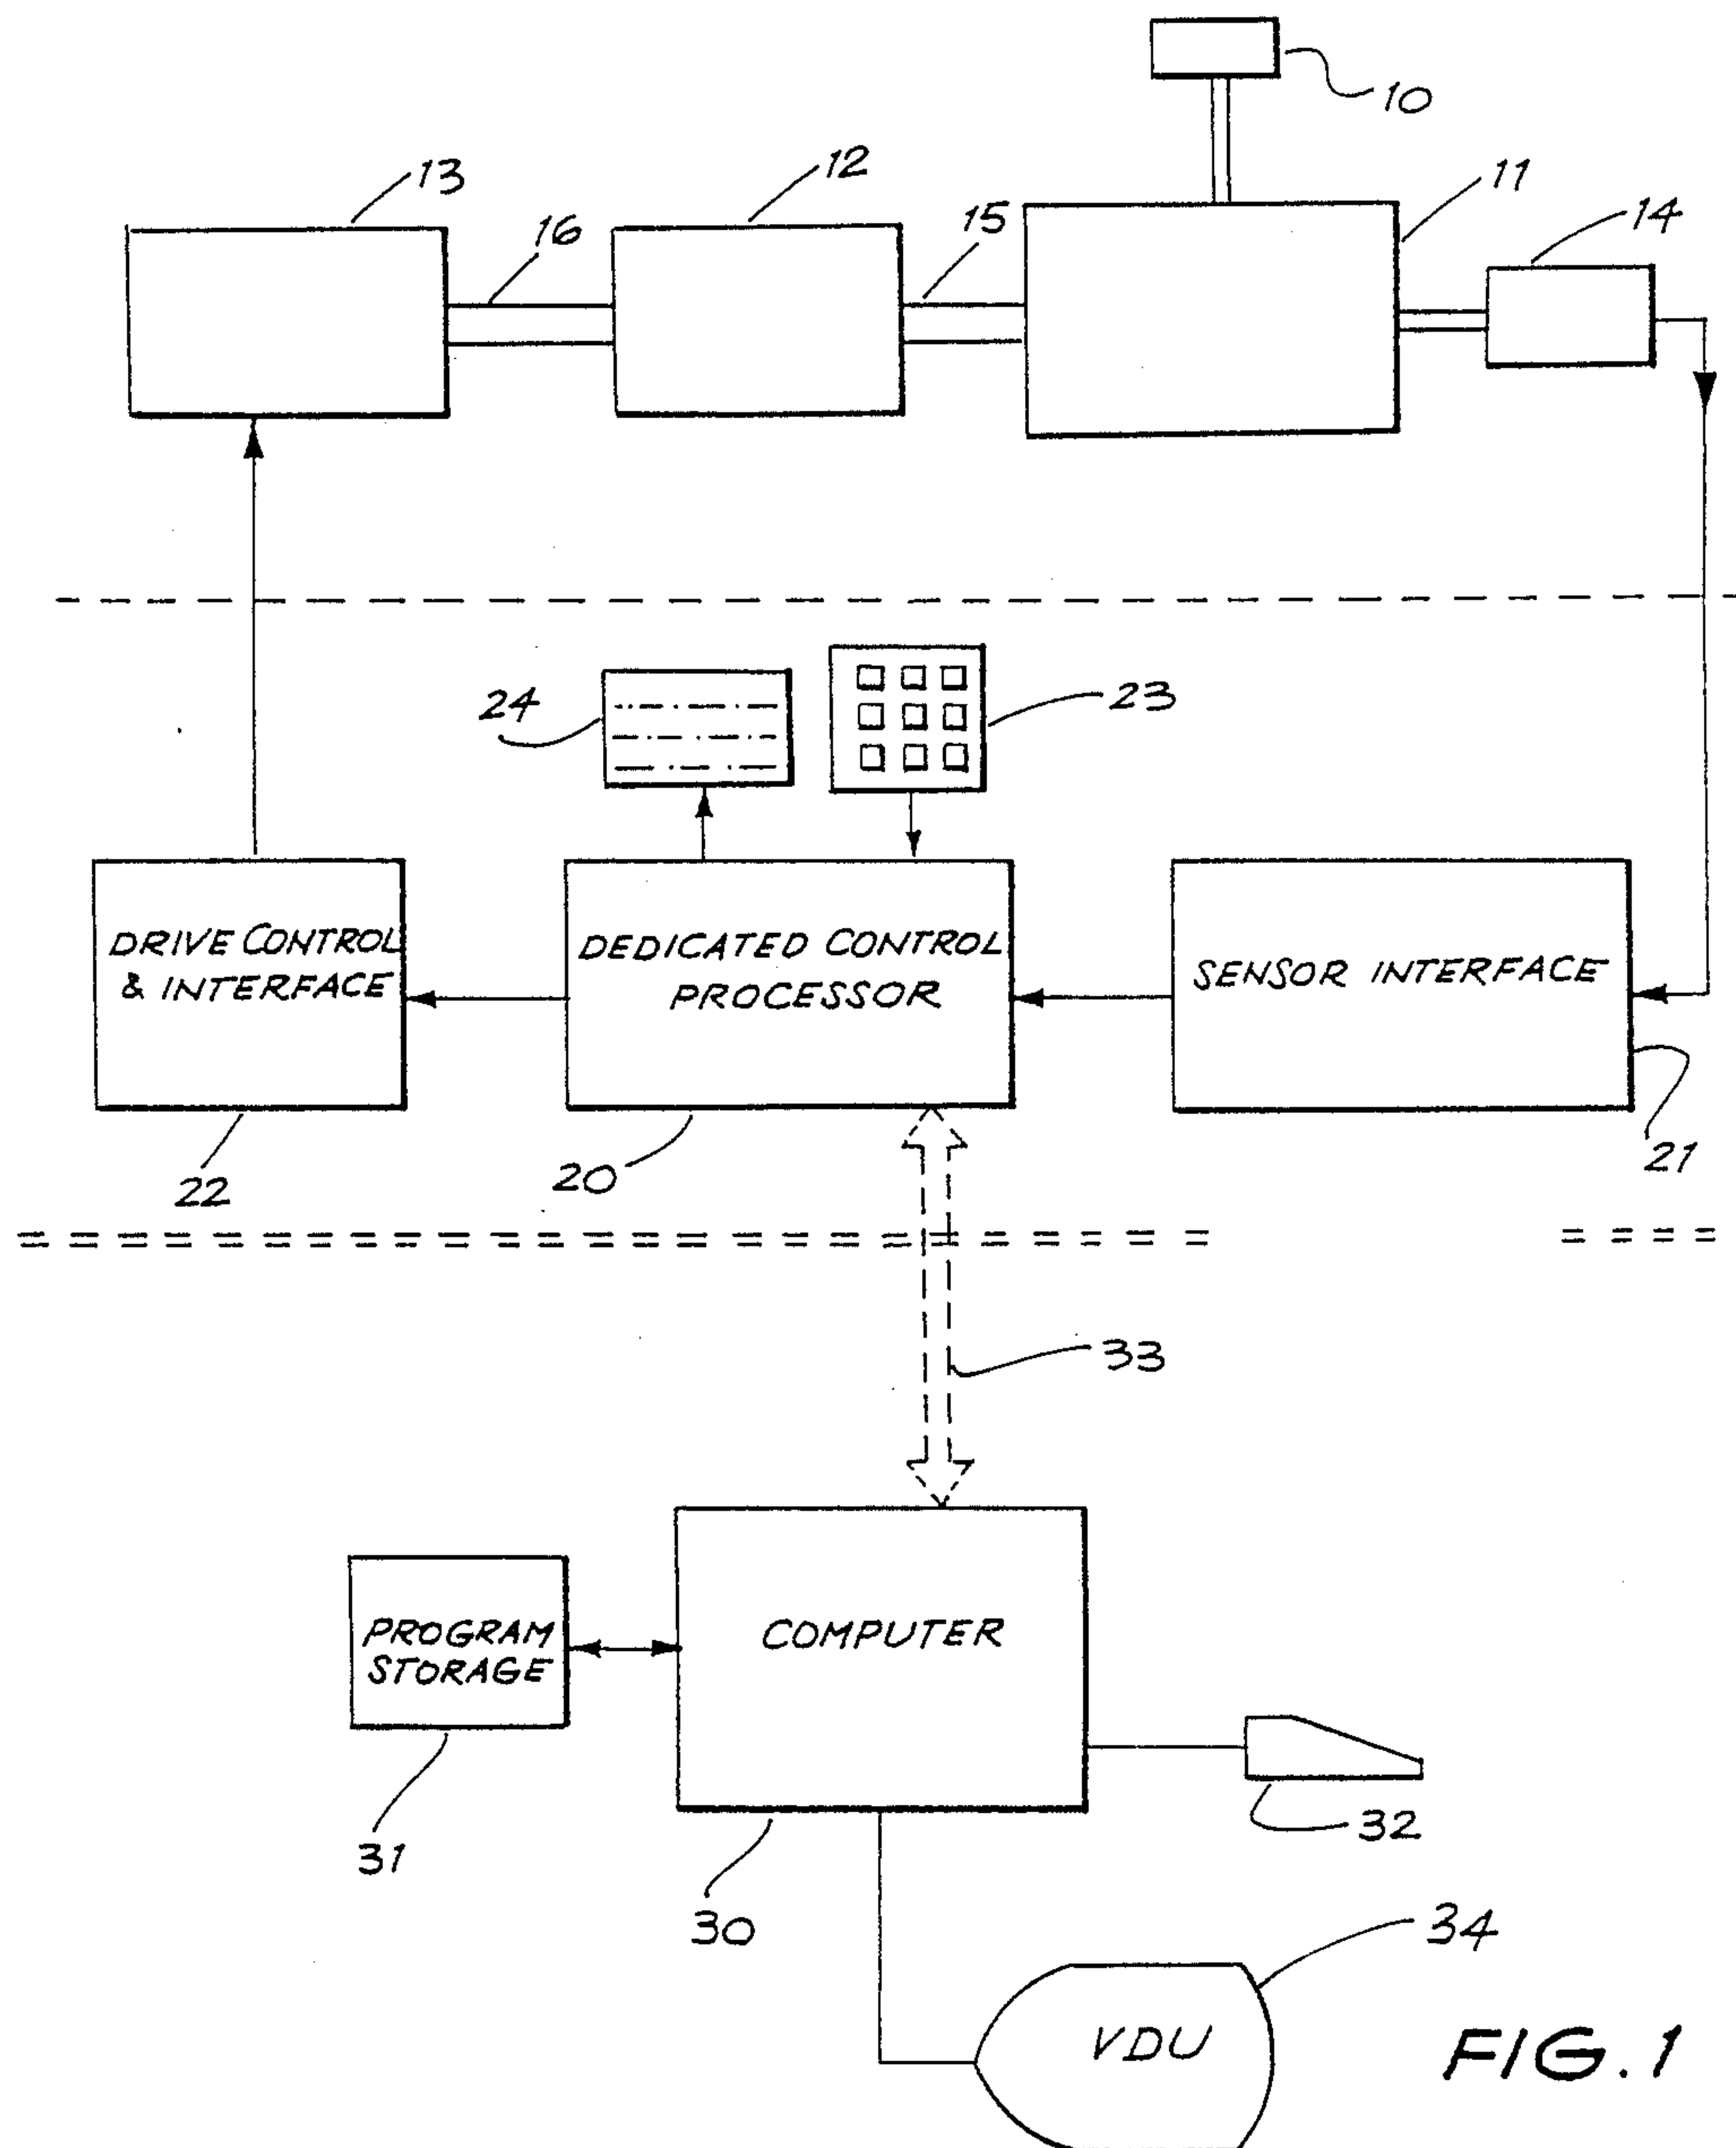 10
13
12
15
11
14
16
24
23
DRIVE CONTROL
& INTERFACE
DEDICATED CONTROL
PROCESSOR
SENSOR INTERFACE
22
20
21
33
PROGRAM
STORAGE
COMPUTER
31
30
32
34
VDU
FIG. 1